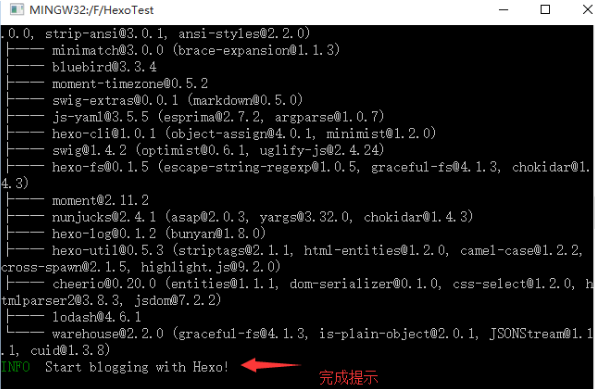 MINGW32:/F/HexoTest
.0.0, strip-ansi@3.0.1, ansi-styles@2.2.0)
├── minimatch@3.0.0 (brace-expansion@1.1.3)
├── bluebird@3.3.4
├── moment-timezone@0.5.2
├── swig-extras@0.0.1 (markdown@0.5.0)
├── js-yaml@3.5.5 (esprima@2.7.2, argparse@1.0.7)
├── hexo-cli@1.0.1 (object-assign@4.0.1, minimist@1.2.0)
├── swig@1.4.2 (optimist@0.6.1, uglify-js@2.4.24)
├── hexo-fs@0.1.5 (escape-string-regexp@1.0.5, graceful-fs@4.1.3, chokidar@1.
4.3)
├── moment@2.11.2
├── nunjucks@2.4.1 (asap@2.0.3, yargs@3.32.0, chokidar@1.4.3)
├── hexo-log@0.1.2 (bunyan@1.8.0)
├── hexo-util@0.5.3 (striptags@2.1.1, html-entities@1.2.0, camel-case@1.2.2,
cross-spawn@2.1.5, highlight.js@9.2.0)
├── cheerio@0.20.0 (entities@1.1.1, dom-serializer@0.1.0, css-select@1.2.0, h
tmlparser2@3.8.3, jsdom@7.2.2)
├── lodash@4.6.1
└── warehouse@2.2.0 (graceful-fs@4.1.3, is-plain-object@2.0.1, JSONStream@1.1
.1, cuid@1.3.8)
INFO  Start blogging with Hexo!
完成提示